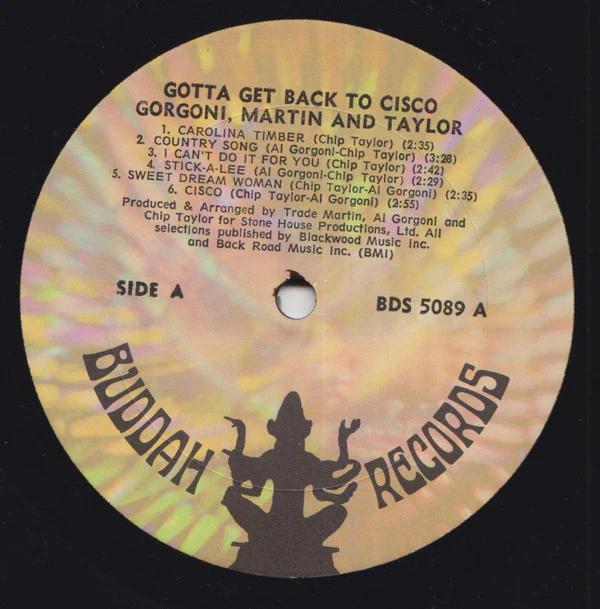 GOTTA GET BACK TO CISCO
GORGONI, MARTIN AND TAYLOR
1. CAROLINA TIMBER (Chip Taylor) (2:35)
2. COUNTRY SONG (Al Gorgoni-Chip Taylor) (3:28)
3. I CAN'T DO IT FOR YOU (Chip Taylor) (2:42)
4. STICK-A-LEE (Al Gorgoni-Chip Taylor) (2:29)
5. SWEET DREAM WOMAN (Chip Taylor-Al Gorgoni) (2:35)
6. CISCO (Chip Taylor-Al Gorgoni) (2:55)
Produced & Arranged by Trade Martin, Al Gorgoni and
Chip Taylor for Stone House Productions, Ltd. All
selections published by Blackwood Music Inc.
and Back Road Music Inc. (BMI)
SIDE A
BDS 5089 A
BUDDAH RECORDS